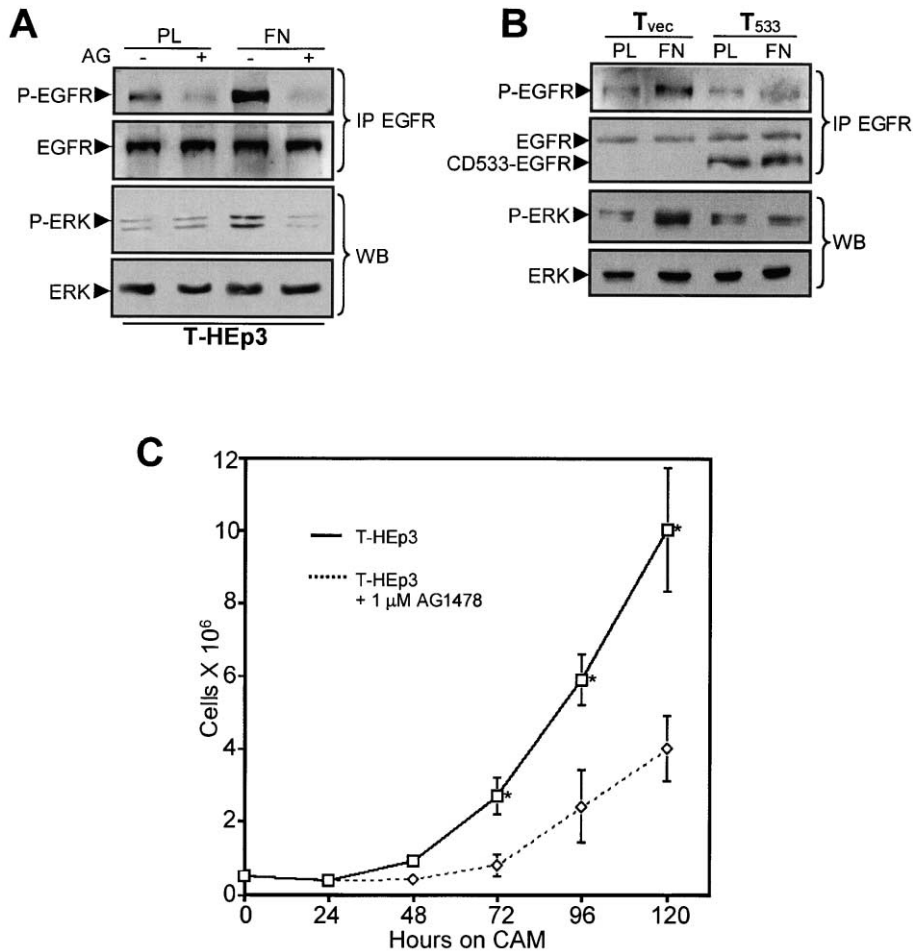 A
PL FN
AG - + - +
P-EGFR
EGFR
IP EGFR
P-ERK
ERK
WB
T-HEp3
B
Tvec T533
PL FN PL FN
P-EGFR
EGFR
CD533-EGFR
IP EGFR
P-ERK
ERK
WB
C
Cells X 10⁶
12
10
8
6
4
2
0
T-HEp3
T-HEp3
+ 1 µM AG1478
*
*
*
0 24 48 72 96 120
Hours on CAM